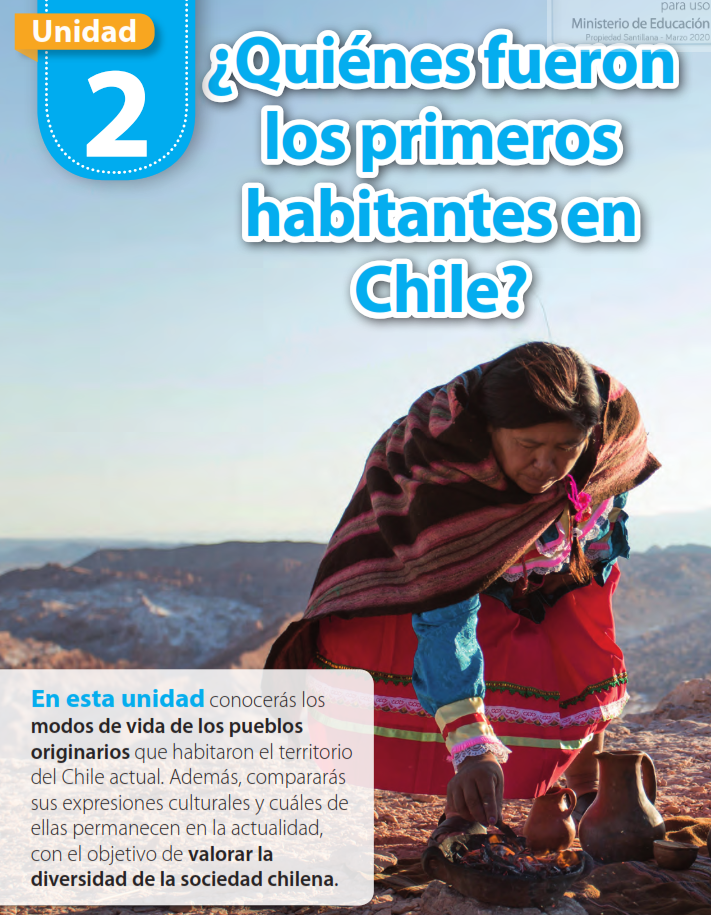 para uso
Ministerio de Educación
Propiedad Santillana - Marzo 2020
Unidad
2
¿Quiénes fueron
los primeros
habitantes en
Chile?
En esta unidad conocerás los
modos de vida de los pueblos
originarios que habitaron el territorio
del Chile actual. Además, compararás
sus expresiones culturales y cuáles de
ellas permanecen en la actualidad,
con el objetivo de valorar la
diversidad de la sociedad chilena.